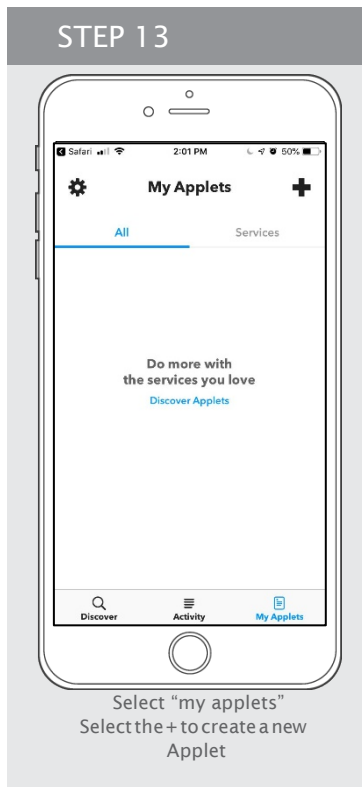 STEP 13
Safari 2:01 PM 50%
My Applets +
All Services
Do more with
the services you love
Discover Applets
Discover Activity My Applets
Select “my applets”
Select the + to create a new
Applet